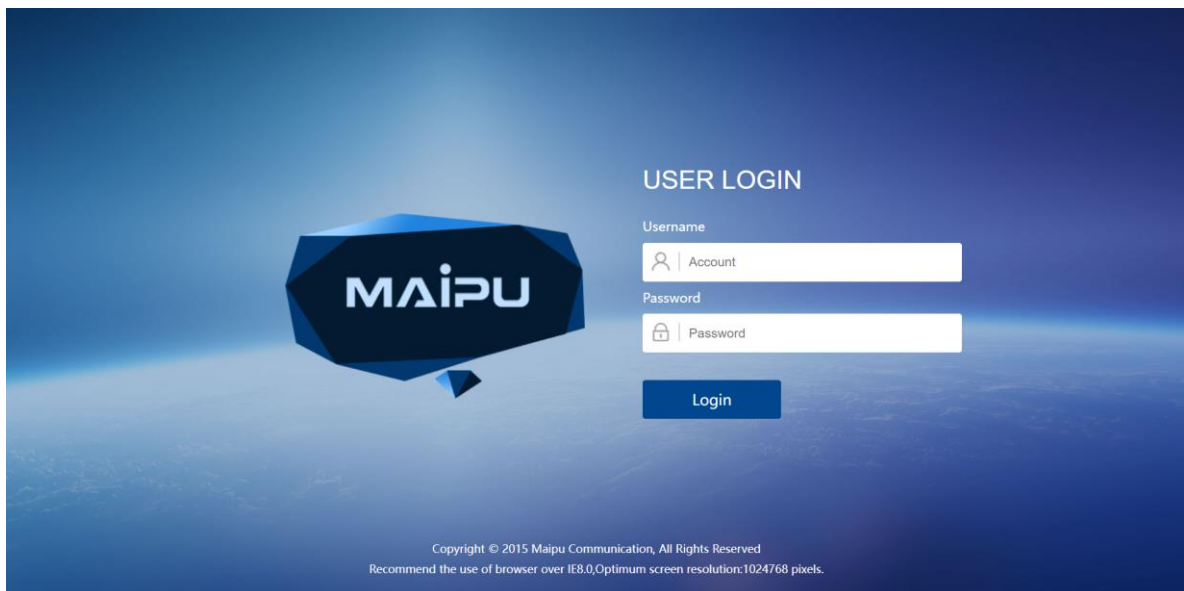 MAIPU
USER LOGIN
Username
Account
Password
Password
Login
Copyright © 2015 Maipu Communication, All Rights Reserved
Recommend the use of browser over IE8.0,Optimum screen resolution:1024768 pixels.